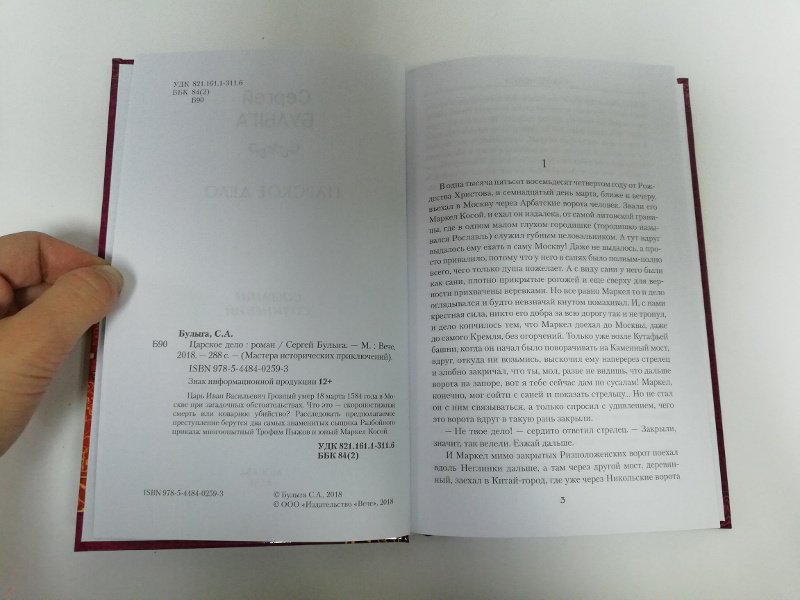 УДК 821.161.1-311.6
ББК 84(2)
Б90
Булыга, С.А.
Б90 Царское дело : роман / Сергей Булыга. — М. : Вече,
2018. — 288 с. — (Мастера исторических приключений).
ISBN 978-5-4484-0259-3
Знак информационной продукции 12+
Царь Иван Васильевич Грозный умер 18 марта 1584 года в Мо-
скве при загадочных обстоятельствах. Что это — скоропостижная
смерть или коварное убийство? Расследовать предполагаемое
преступление берутся два самых знаменитых сыщика Разбойного
приказа: многоопытный Трофим Пыжов и юный Маркел Косой.
УДК 821.161.1-311.6
ББК 84(2)
ISBN 978-5-4484-0259-3
© Булыга С.А., 2018
© ООО «Издательство «Вече», 2018
1
В одна тысяча пятьсот восемьдесят четвертом году от Рож-
дества Христова, в семнадцатый день марта, ближе к вечеру,
въехал в Москву через Арбатские ворота человек. Звали его
Маркел Косой, и ехал он издалека, от самой литовской грани-
цы, где в одном малом глухом городишке (городишко назы-
вался Рославль) служил губным целовальником. А тут вдруг
выдалось ему ехать в саму Москву! Даже не выдалось, а про-
сто привалило, потому что у него в санях было полным-полно
всего, чего только душа пожелает. А с виду сани у него были
как сани, плотно прикрытые рогожей и еще сверху для вер-
ности прихвачены веревками. Но все равно Маркел то и дело
оглядывался и будто невзначай кнутом помахивал. И, с нами
крестная сила, никто его добра за всю дорогу так и не тронул,
и дело кончилось тем, что Маркел доехал до Москвы, даже
до самого Кремля, без огорчений. Только уже возле Кутафьей
башни, когда он начал было поворачивать на Каменный мост,
вдруг, откуда ни возьмись, выскочил ему наперерез стрелец
и злобно закричал, что ты, мол, разве не видишь, что дальше
ворота на запоре, вот я тебе сейчас дам по сусалам! Маркел,
конечно, мог сойти с саней и показать стрельцу... Но не стал
он с ним связываться, а только спросил с удивлением, чего
это ворота вдруг в такую рань закрыли.
— Не твое дело! — сердито ответил стрелец — Закрыли,
значит, так велели. Езжай дальше.
И Маркел мимо закрытых Ризположенских ворот поехал
вдоль Неглинки дальше, а там через другой мост, деревян-
ный, заехал в Китай-город, где уже через Никольские ворота
3